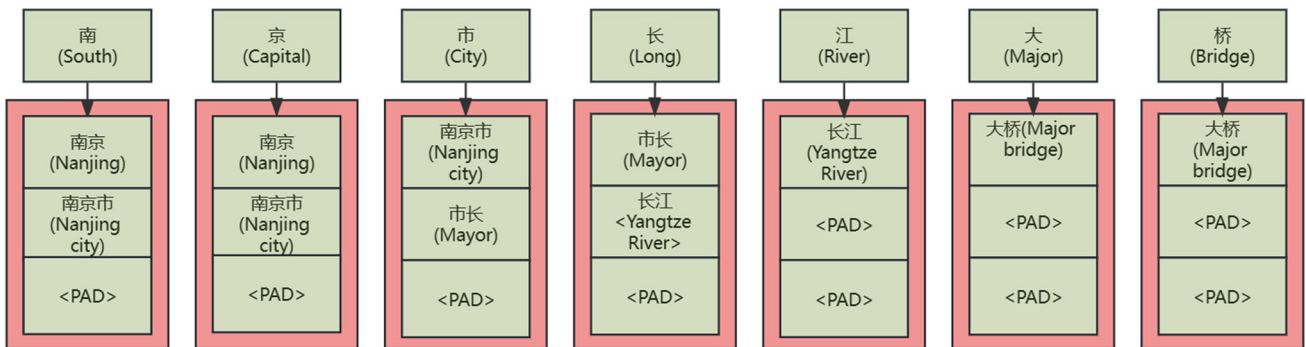 南
(South)
京
(Capital)
市
(City)
长
(Long)
江
(River)
大
(Major)
桥
(Bridge)
南京
(Nanjing)
南京市
(Nanjing
city)
<PAD>
南京
(Nanjing)
南京市
(Nanjing
city)
<PAD>
南京市
(Nanjing
city)
市长
(Mayor)
<PAD>
市长
(Mayor)
长江
<Yangtze
River>
<PAD>
长江
(Yangtze
River)
<PAD>
<PAD>
大桥(Major
bridge)
<PAD>
<PAD>
大桥
(Major
bridge)
<PAD>
<PAD>